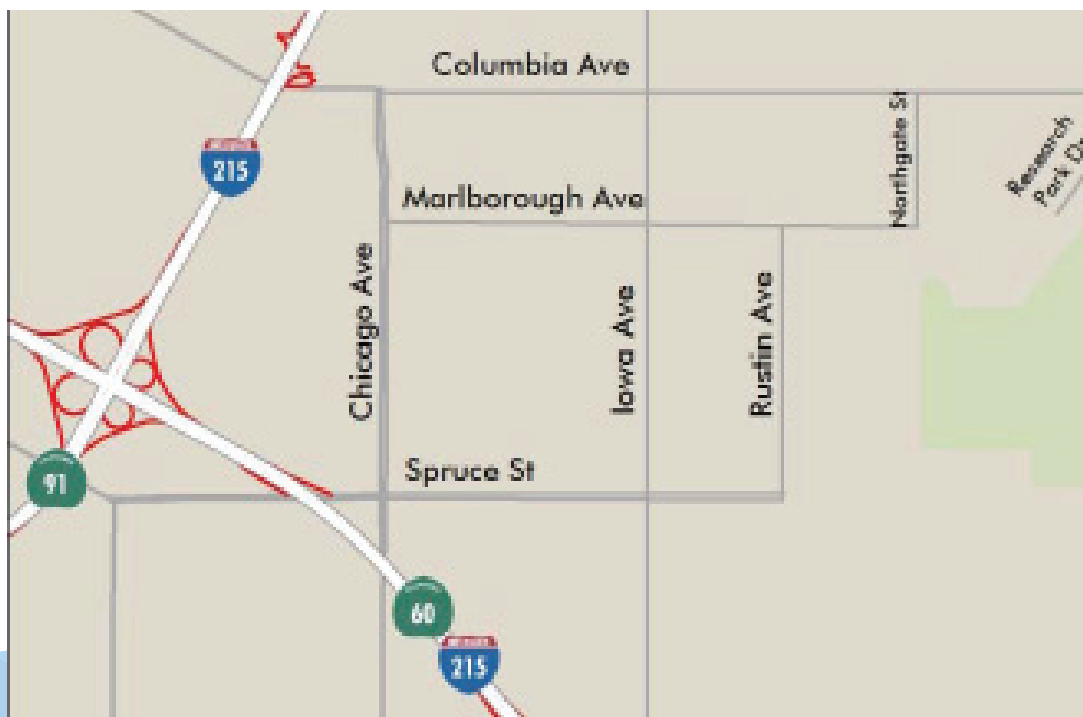 Columbia Ave
215
Northgate St
Research
Park Dr
Marlborough Ave
Chicago Ave
Iowa Ave
Rustin Ave
Spruce St
91
60
215